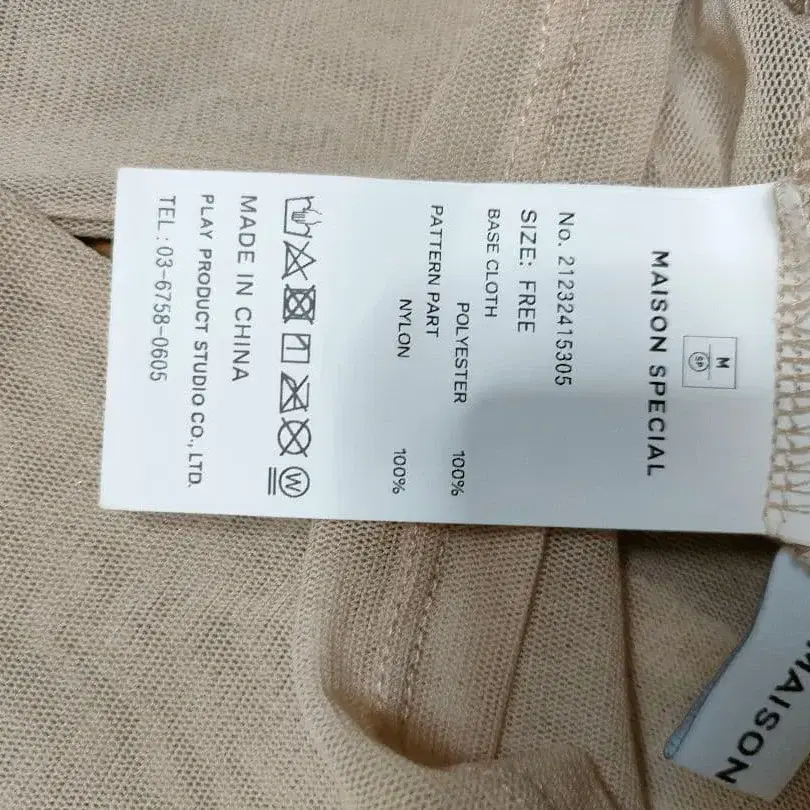 M
SP
MAISON SPECIAL
No. 21232415305
SIZE: FREE
BASE CLOTH
POLYESTER 100%
PATTERN PART
NYLON 100%
W
MADE IN CHINA
PLAY PRODUCT STUDIO CO., LTD.
TEL : 03-6758-0605
MAISON